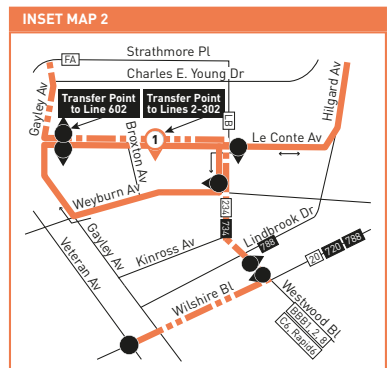 INSET MAP 2
Strathmore Pl
FA
Charles E. Young Dr
Gayley Av
Transfer Point
to Line 602
Transfer Point
to Lines 2-302
Hilgard Av
LB
Broxton Av
1
Le Conte Av
Weyburn Av
234
734
Lindbrook Dr
788
Kinross Av
Gayley Av
Veteran Av
20
720
788
Wilshire Bl
Westwood Bl
BBB1, 2, 8
C6, Rapid6